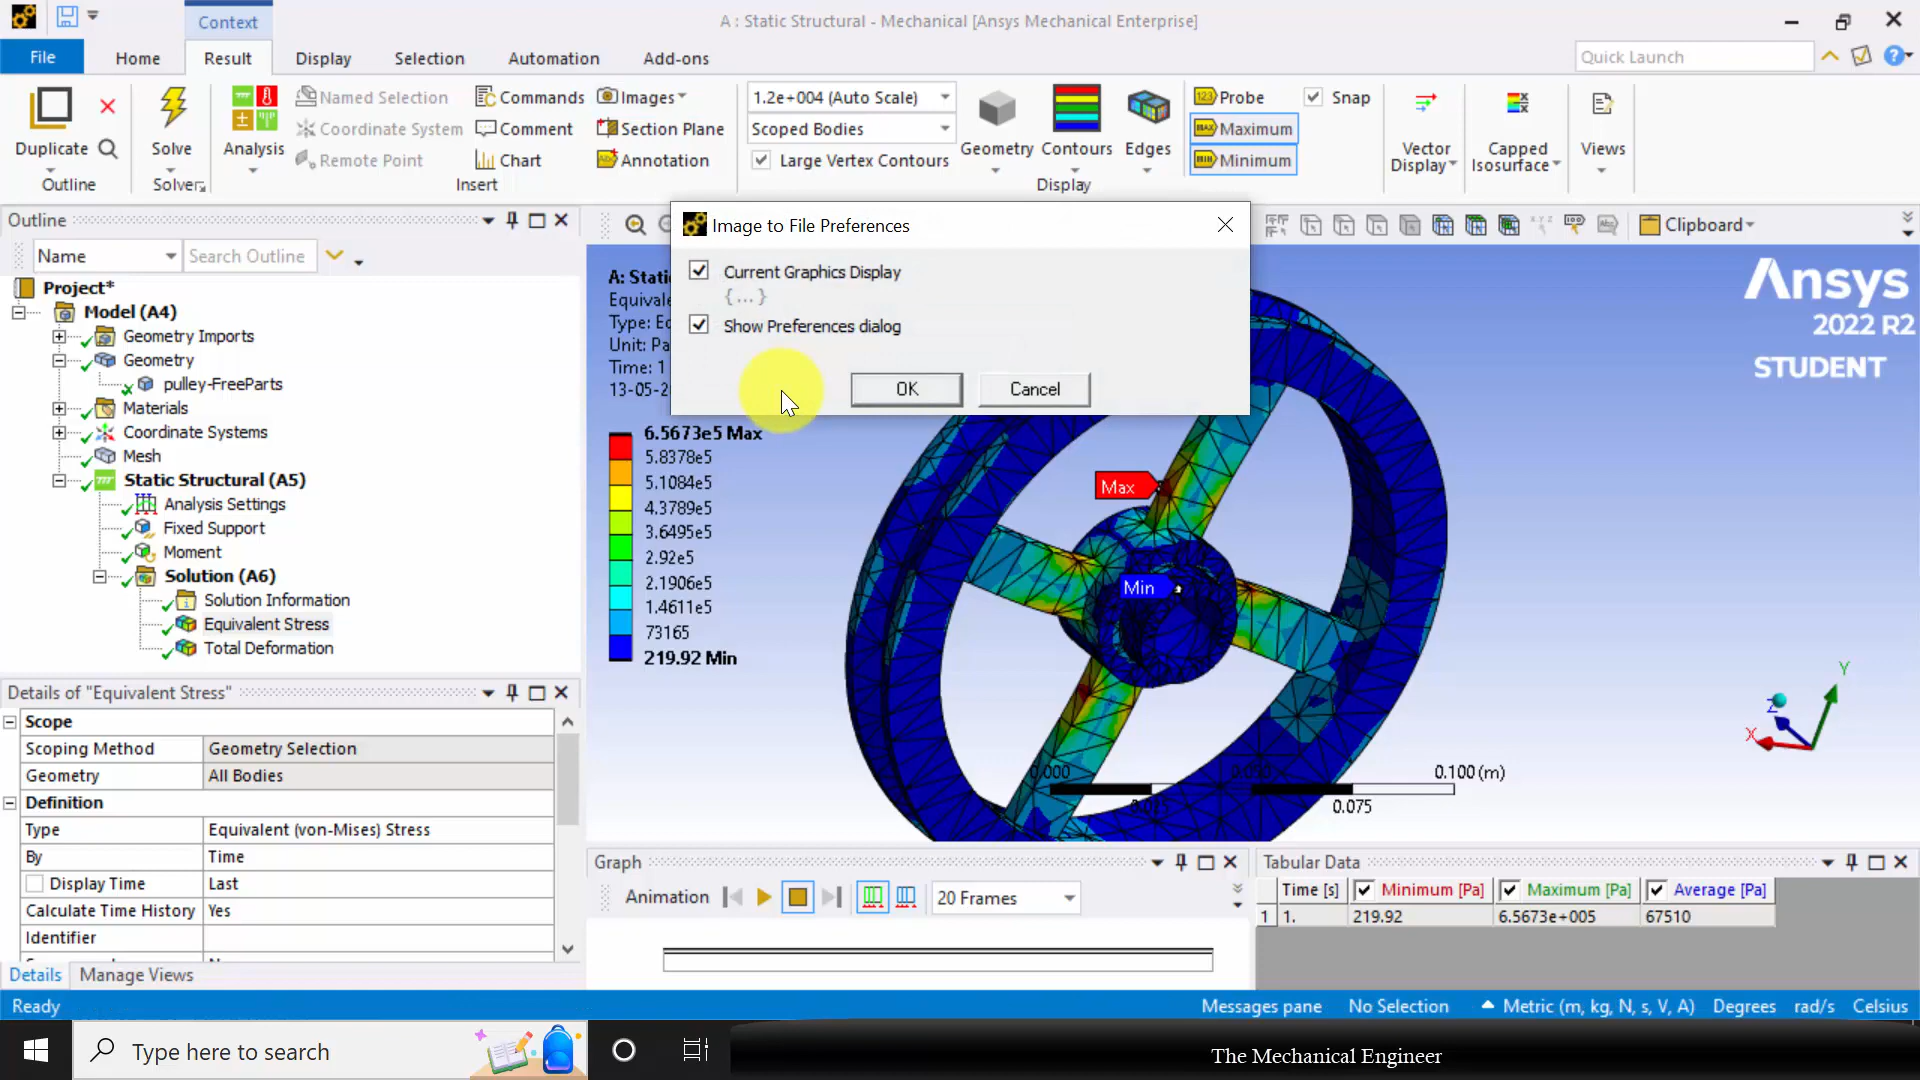 Context
A : Static Structural - Mechanical [Ansys Mechanical Enterprise]
File
Home
Result
Display
Selection
Automation
Add-ons
Quick Launch
Duplicate
Outline
Solve
Solver
Analysis
Named Selection
Coordinate System
Remote Point
Commands
Comment
Chart
Images
Section Plane
Annotation
Insert
1.2e+004 (Auto Scale)
Scoped Bodies
Large Vertex Contours
Geometry
Contours
Edges
Display
Probe
Maximum
Minimum
Snap
Vector
Display
Capped
Isosurface
Views
Outline
Name
Search Outline
Project*
Model (A4)
Geometry Imports
Geometry
pulley-FreeParts
Materials
Coordinate Systems
Mesh
Static Structural (A5)
Analysis Settings
Fixed Support
Moment
Solution (A6)
Solution Information
Equivalent Stress
Total Deformation
Clipboard
Image to File Preferences
Current Graphics Display
{...}
Show Preferences dialog
OK
Cancel
A: Stati
Equivale
Type: Ec
Unit: Pa
Time: 1
13-05-2
6.5673e5 Max
5.8378e5
5.1084e5
4.3789e5
3.6495e5
2.92e5
2.1906e5
1.4611e5
73165
219.92 Min
Max
Min
Ansys
2022 R2
STUDENT
Y
Z
X
0.000
0.100 (m)
0.075
Details of "Equivalent Stress"
Scope
Scoping Method
Geometry Selection
Geometry
All Bodies
Definition
Type
Equivalent (von-Mises) Stress
By
Time
Display Time
Last
Calculate Time History
Yes
Identifier
Details
Manage Views
Graph
Animation
20 Frames
Tabular Data
Time [s]
Minimum [Pa]
Maximum [Pa]
Average [Pa]
1
1.
219.92
6.5673e+005
67510
Ready
Messages pane
No Selection
Metric (m, kg, N, s, V, A)
Degrees
rad/s
Celsius
Type here to search
The Mechanical Engineer